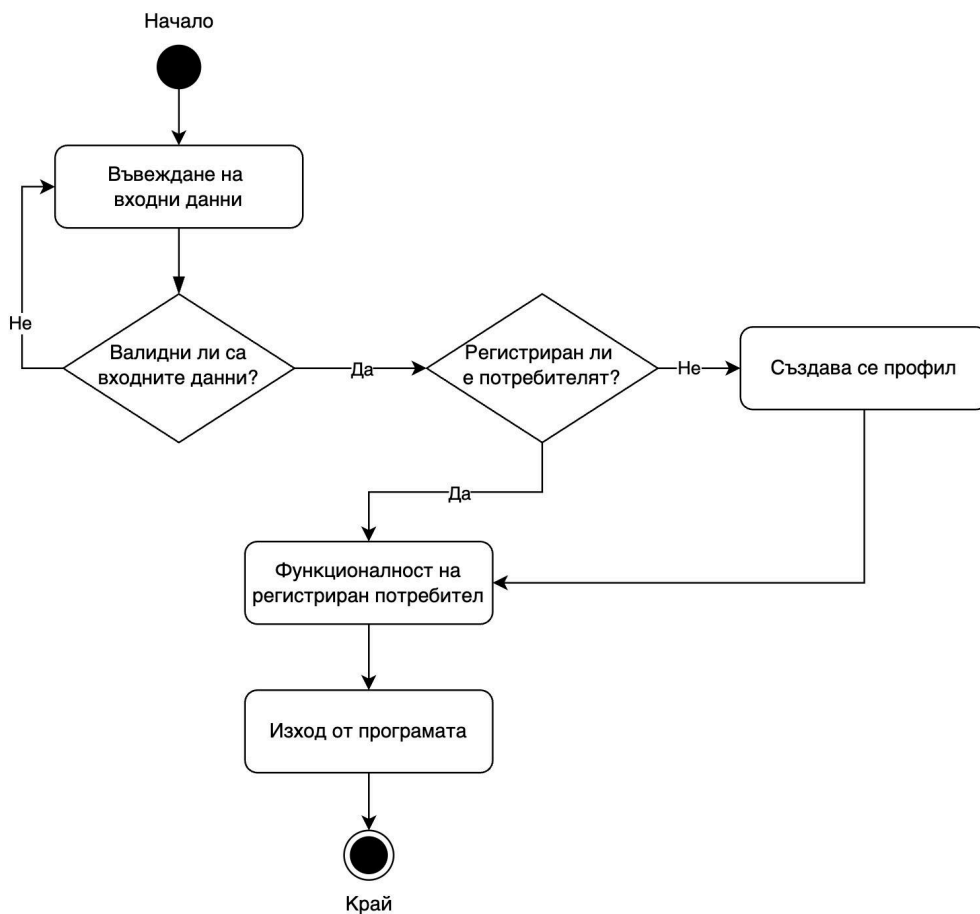 Начало
Въвеждане на
входни данни
Не
Валидни ли са
входните данни?
Да
Регистриран ли
е потребителят?
Не
Създава се профил
Да
Функционалност на
регистриран потребител
Изход от програмата
Край